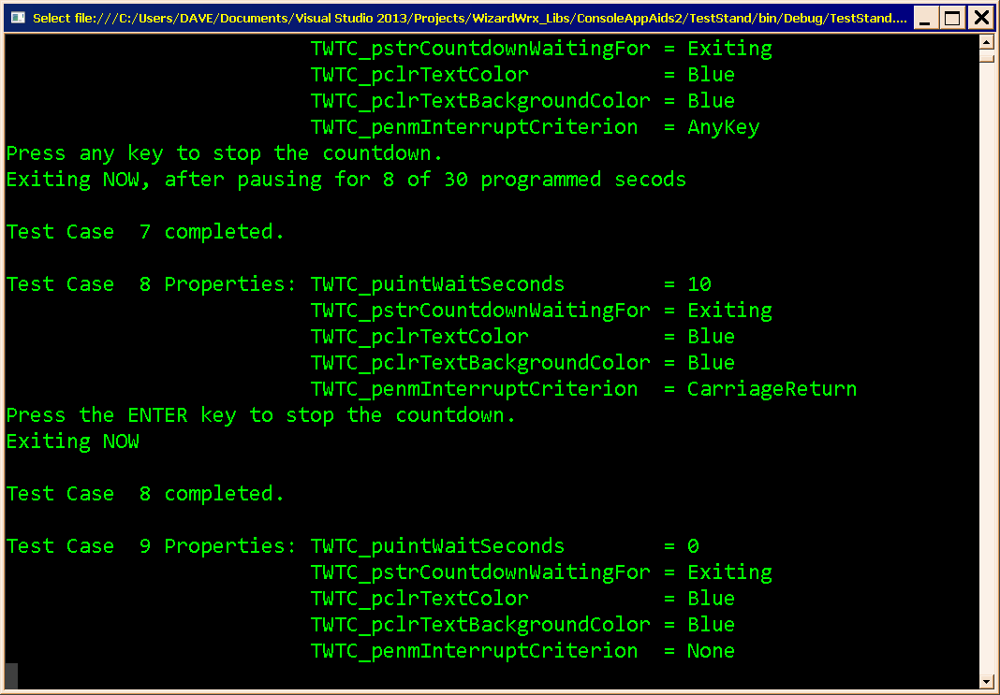 Select file:///C:/Users/DAVE/Documents/Visual Studio 2013/Projects/WizardWrx_Libs/ConsoleAppAids2/TestStand/bin/Debug/TestStand....
TWTC_pstrCountdownWaitingFor = Exiting
TWTC_pclrTextColor = Blue
TWTC_pclrTextBackgroundColor = Blue
TWTC_penmInterruptCriterion = AnyKey
Press any key to stop the countdown.
Exiting NOW, after pausing for 8 of 30 programmed secods
Test Case 7 completed.
Test Case 8 Properties: TWTC_puintWaitSeconds = 10
TWTC_pstrCountdownWaitingFor = Exiting
TWTC_pclrTextColor = Blue
TWTC_pclrTextBackgroundColor = Blue
TWTC_penmInterruptCriterion = CarriageReturn
Press the ENTER key to stop the countdown.
Exiting NOW
Test Case 8 completed.
Test Case 9 Properties: TWTC_puintWaitSeconds = 0
TWTC_pstrCountdownWaitingFor = Exiting
TWTC_pclrTextColor = Blue
TWTC_pclrTextBackgroundColor = Blue
TWTC_penmInterruptCriterion = None